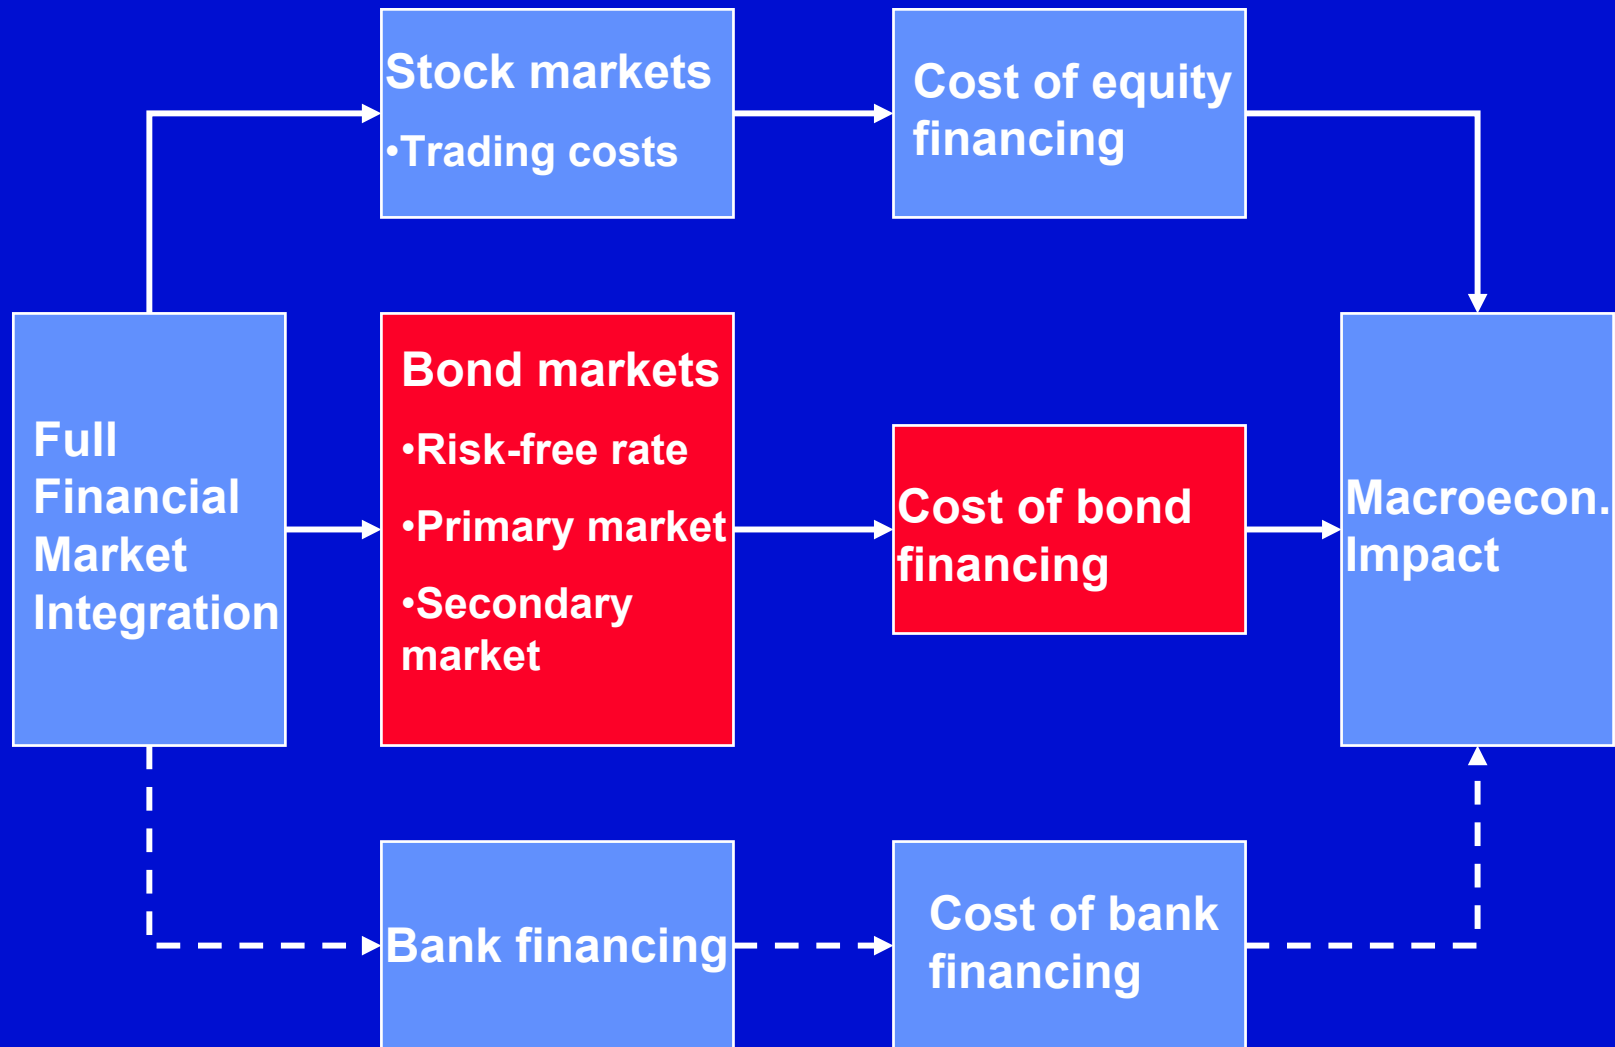 Stock markets
•Trading costs
Cost of equity
financing
Full
Financial
Market
Integration
Bond markets
•Risk-free rate
•Primary market
•Secondary
market
Cost of bond
financing
Macroecon.
Impact
Bank financing
Cost of bank
financing